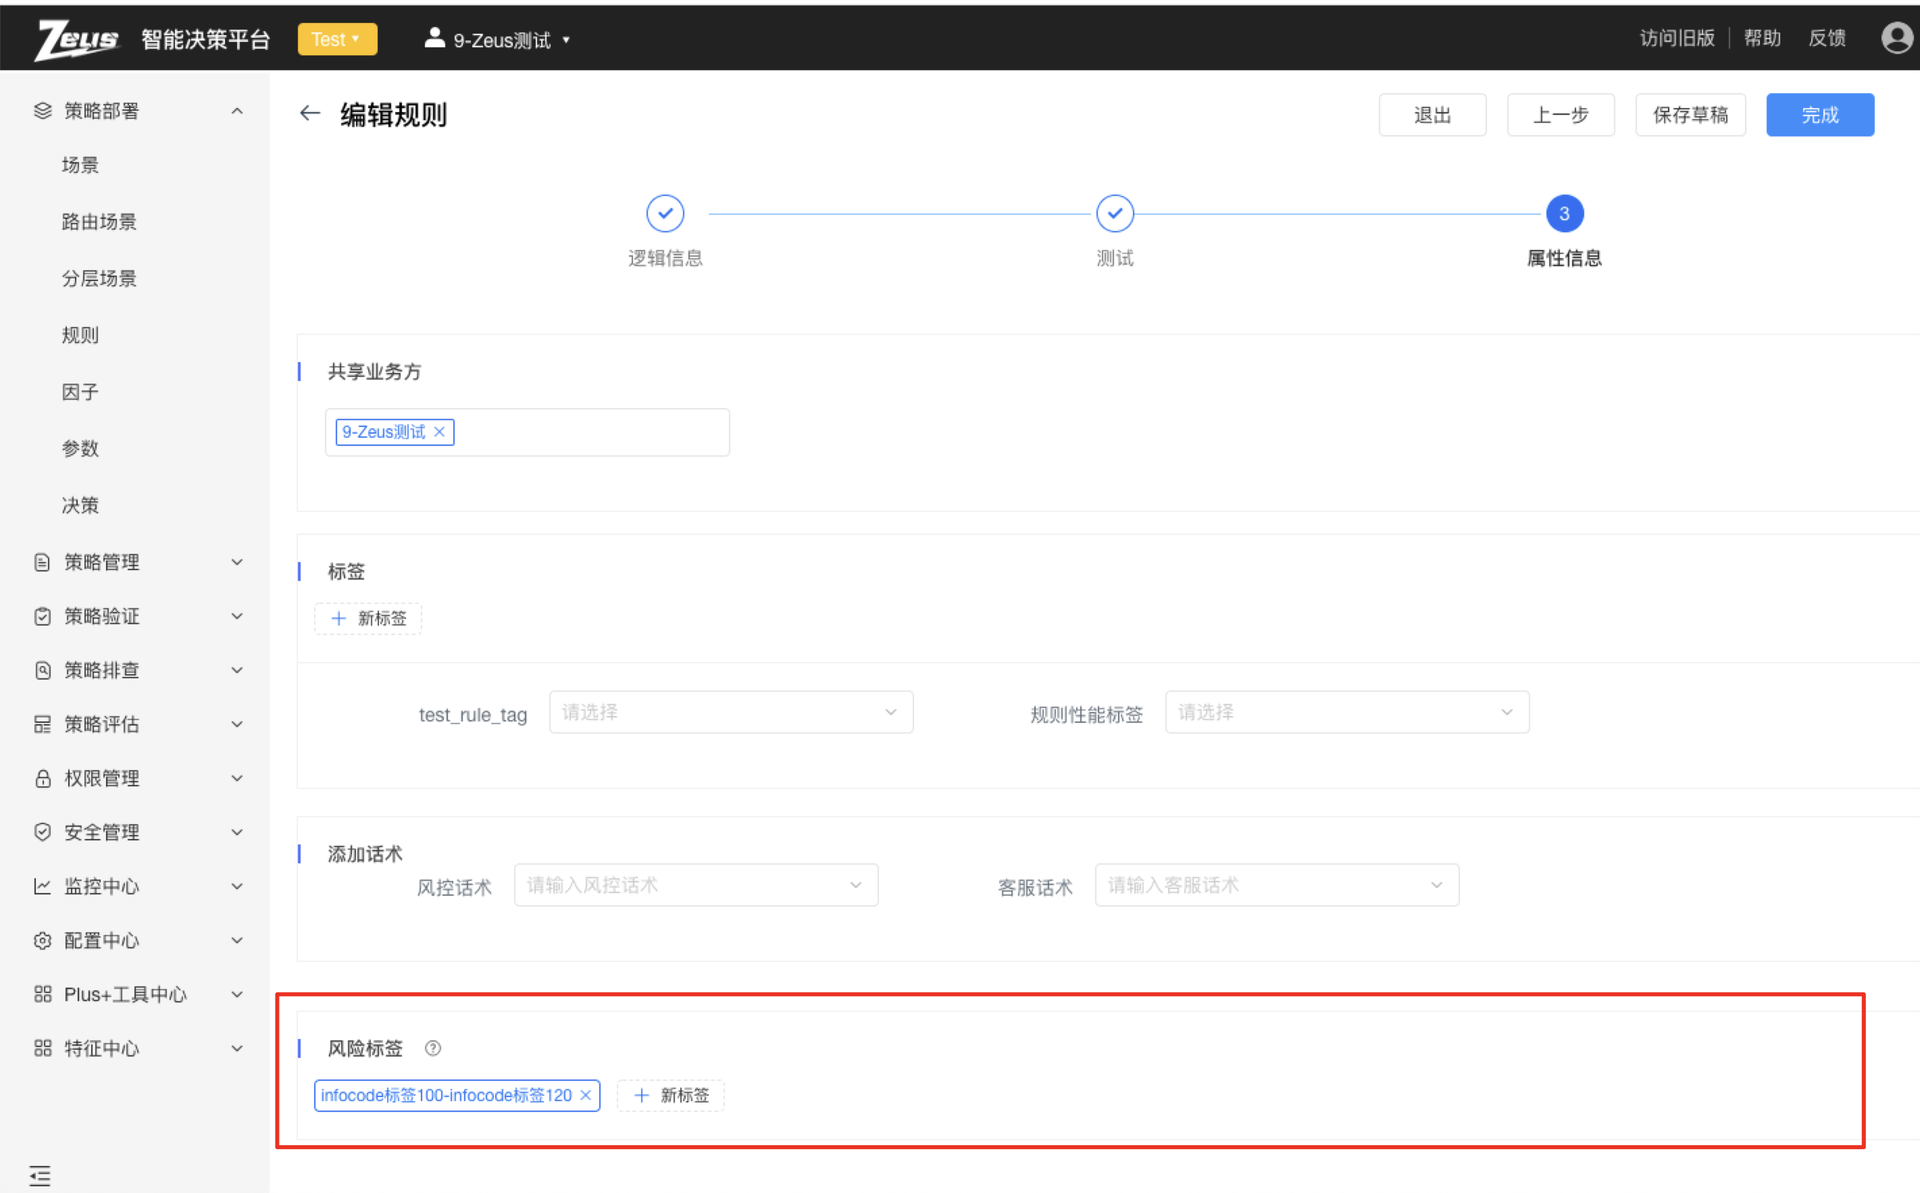 Zeus 智能决策平台 Test 9-Zeus测试 访问旧版 帮助 反馈
策略部署
场景
路由场景
分层场景
规则
因子
参数
决策
策略管理
策略验证
策略排查
策略评估
权限管理
安全管理
监控中心
配置中心
Plus+工具中心
特征中心
编辑规则
退出 上一步 保存草稿 完成
3
逻辑信息 测试 属性信息
共享业务方
9-Zeus测试
标签
新标签
test_rule_tag 请选择 规则性能标签 请选择
添加话术
风控话术 请输入风控话术 客服话术 请输入客服话术
风险标签
infocode标签100-infocode标签120 新标签